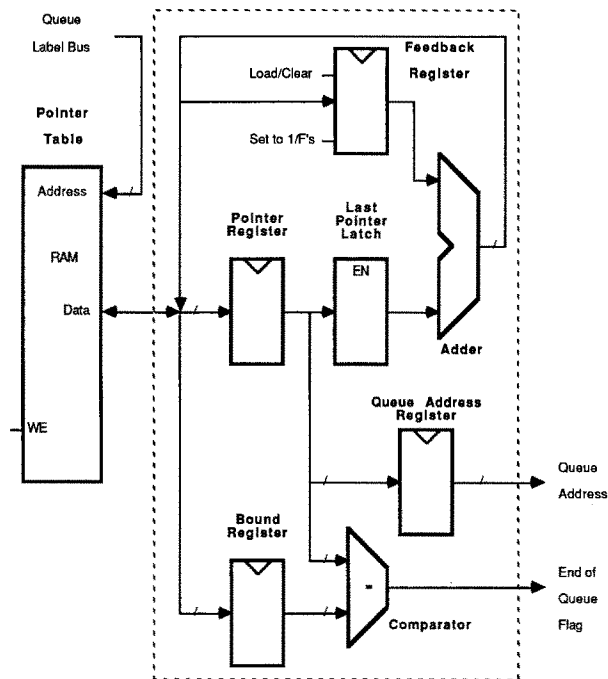 Queue
Label Bus
Pointer
Table
Address
RAM
Data
WE
Feedback
Register
Load/Clear
Set to 1/F's
Pointer
Register
Last
Pointer
Latch
EN
Adder
Queue Address
Register
Queue
Address
Bound
Register
=
Comparator
End of
Queue
Flag